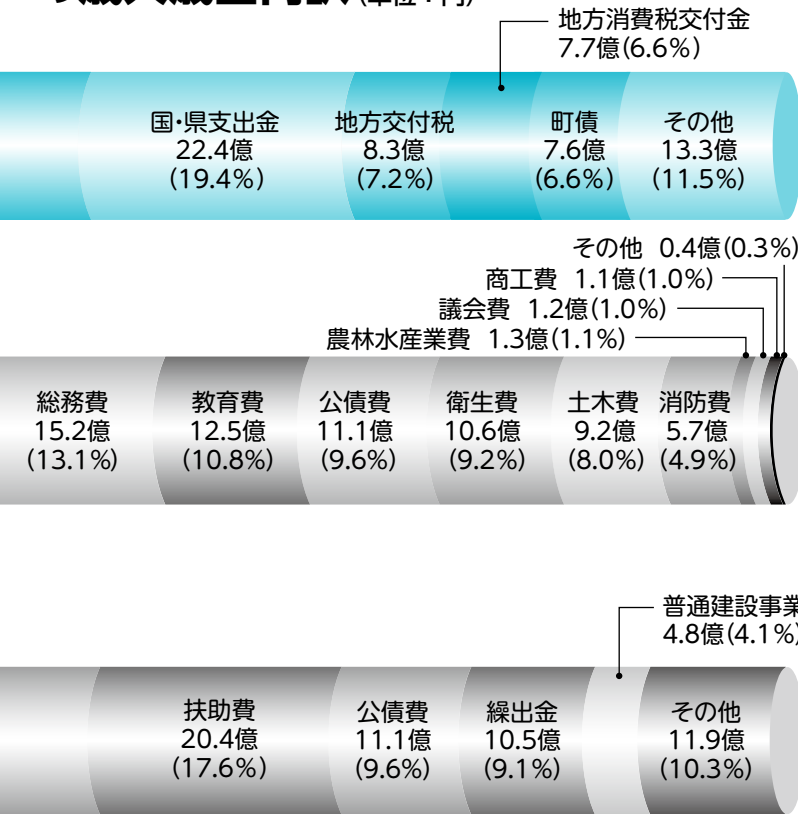 地方消費税交付金
7.7億(6.6%)
国・県支出金
22.4億
(19.4%)
地方交付税
8.3億
(7.2%)
町債
7.6億
(6.6%)
その他
13.3億
(11.5%)
その他 0.4億(0.3%)
商工費 1.1億(1.0%)
議会費 1.2億(1.0%)
農林水産業費 1.3億(1.1%)
総務費
15.2億
(13.1%)
教育費
12.5億
(10.8%)
公債費
11.1億
(9.6%)
衛生費
10.6億
(9.2%)
土木費
9.2億
(8.0%)
消防費
5.7億
(4.9%)
普通建設事業
4.8億(4.1%)
扶助費
20.4億
(17.6%)
公債費
11.1億
(9.6%)
繰出金
10.5億
(9.1%)
その他
11.9億
(10.3%)